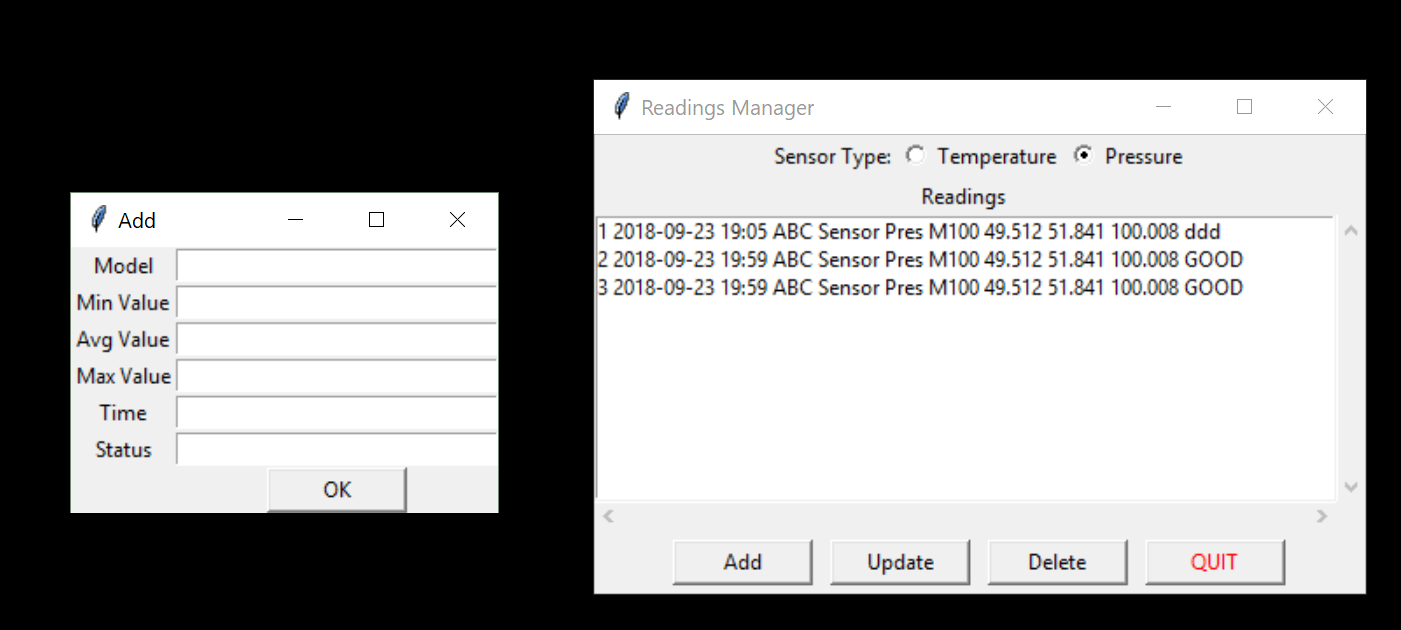 Add
Model
Min Value
Avg Value
Max Value
Time
Status
OK
Readings Manager
Sensor Type: Temperature Pressure
Readings
1 2018-09-23 19:05 ABC Sensor Pres M100 49.512 51.841 100.008 ddd
2 2018-09-23 19:59 ABC Sensor Pres M100 49.512 51.841 100.008 GOOD
3 2018-09-23 19:59 ABC Sensor Pres M100 49.512 51.841 100.008 GOOD
Add Update Delete QUIT